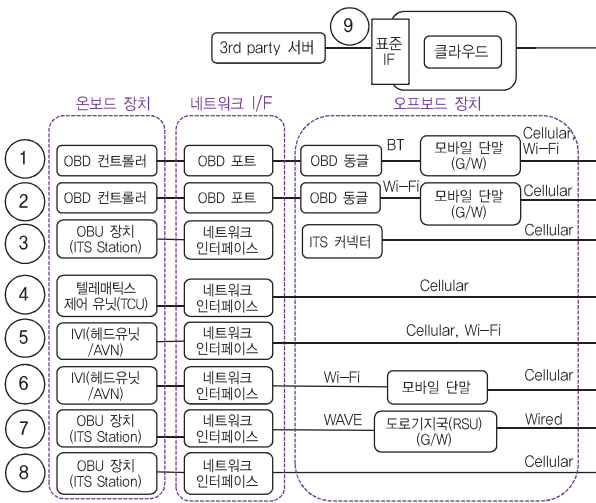 9
3rd party 서버
표준
IF
클라우드
온보드 장치
네트워크 I/F
오프보드 장치
1
OBD 컨트롤러
OBD 포트
OBD 동글
BT
모바일 단말
(G/W)
Cellular,
Wi-Fi
2
OBD 컨트롤러
OBD 포트
OBD 동글
Wi-Fi
모바일 단말
(G/W)
Cellular
3
OBU 장치
(ITS Station)
네트워크
인터페이스
ITS 커넥터
Cellular
4
텔레매틱스
제어 유닛(TCU)
네트워크
인터페이스
Cellular
5
IVI(헤드유닛
/AVN)
네트워크
인터페이스
Cellular, Wi-Fi
6
IVI(헤드유닛
/AVN)
네트워크
인터페이스
Wi-Fi
모바일 단말
Cellular
7
OBU 장치
(ITS Station)
네트워크
인터페이스
WAVE
도로기지국(RSU)
(G/W)
Wired
8
OBU 장치
(ITS Station)
네트워크
인터페이스
Cellular